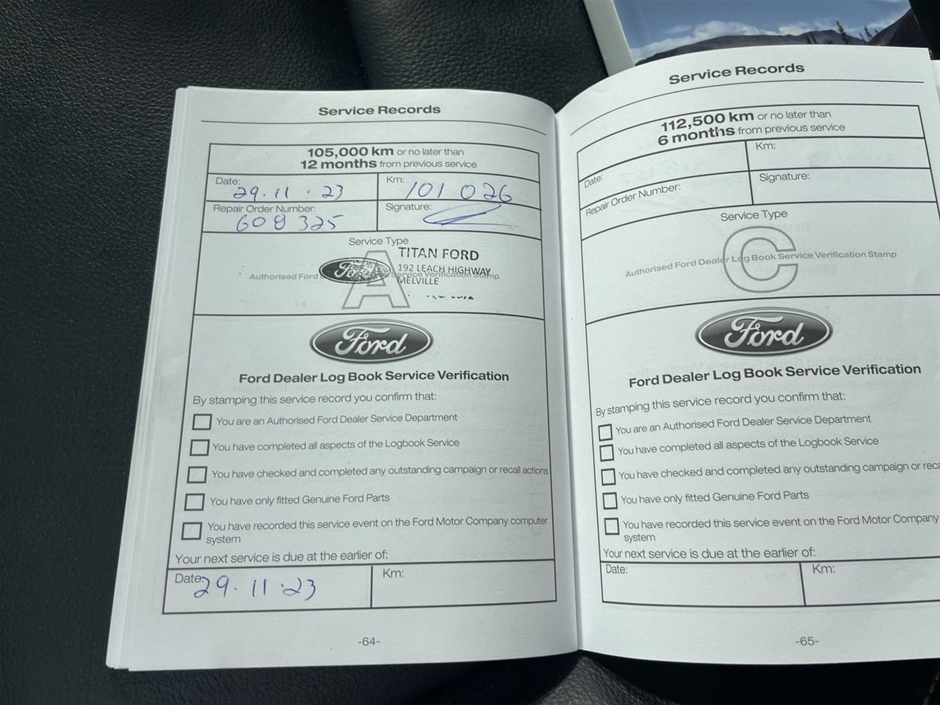 Service Records
105,000 km or no later than
12 months from previous service
Date: 29.11.23
Km: 101 026
Repair Order Number: 608 325
Signature:
Service Type
A
Authorised Ford Service Verification Stamp
Ford
TITAN FORD
192 LEACH HIGHWAY
MELVILLE
Ford
Ford Dealer Log Book Service Verification
By stamping this service record you confirm that:
You are an Authorised Ford Dealer Service Department
You have completed all aspects of the Logbook Service
You have checked and completed any outstanding campaign or recall actions
You have only fitted Genuine Ford Parts
You have recorded this service event on the Ford Motor Company computer
system
Your next service is due at the earlier of:
Date: 29.11.23
Km:
-64-
Service Records
112,500 km or no later than
6 months from previous service
Date:
Km:
Repair Order Number:
Signature:
Service Type
C
Authorised Ford Dealer Log Book Service Verification Stamp
Ford
Ford Dealer Log Book Service Verification
By stamping this service record you confirm that:
You are an Authorised Ford Dealer Service Department
You have completed all aspects of the Logbook Service
You have checked and completed any outstanding campaign or reca
You have only fitted Genuine Ford Parts
You have recorded this service event on the Ford Motor Company
system
Your next service is due at the earlier of:
Date:
Km:
-65-